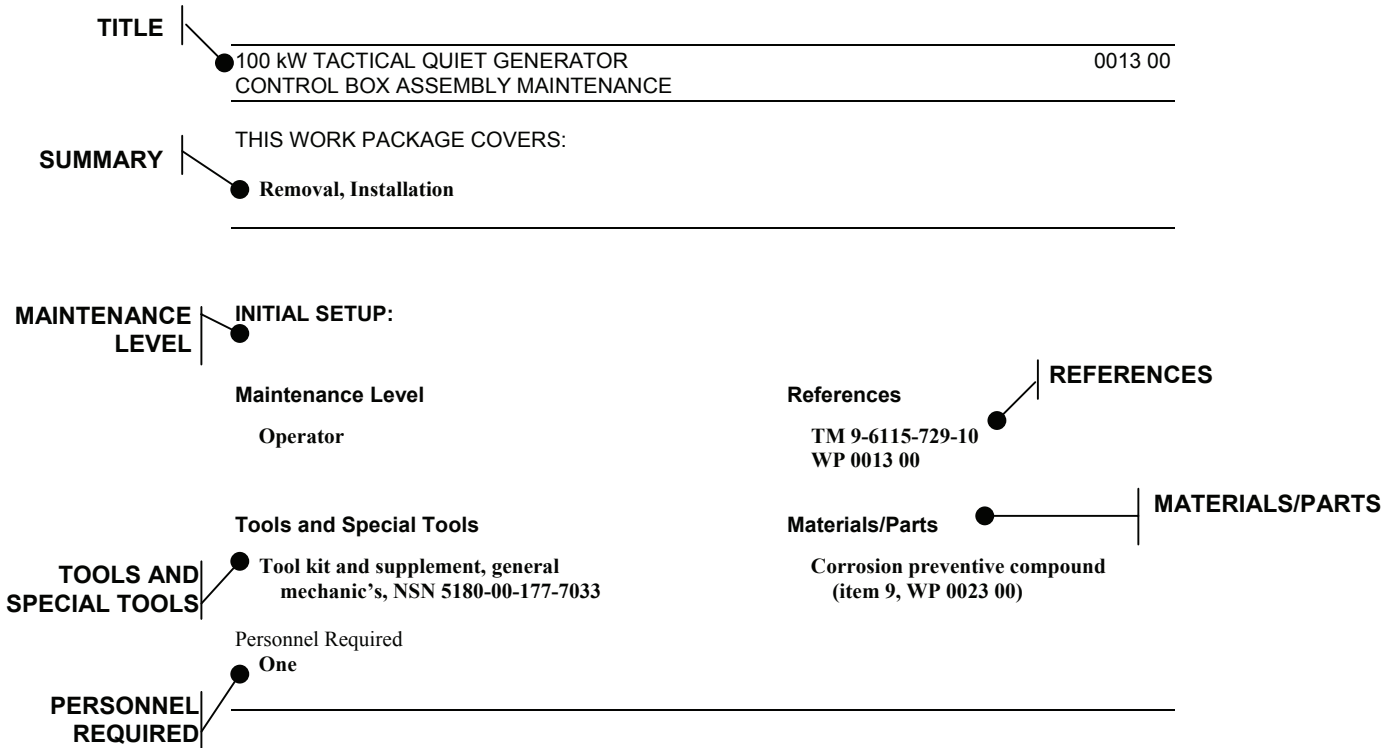 TITLE
100 kW TACTICAL QUIET GENERATOR 0013 00
CONTROL BOX ASSEMBLY MAINTENANCE
THIS WORK PACKAGE COVERS:
SUMMARY
Removal, Installation
MAINTENANCE
LEVEL
INITIAL SETUP:
REFERENCES
Maintenance Level
Operator
References
TM 9-6115-729-10
WP 0013 00
MATERIALS/PARTS
Tools and Special Tools
Tool kit and supplement, general
mechanic’s, NSN 5180-00-177-7033
Materials/Parts
Corrosion preventive compound
(item 9, WP 0023 00)
TOOLS AND
SPECIAL TOOLS
Personnel Required
One
PERSONNEL
REQUIRED